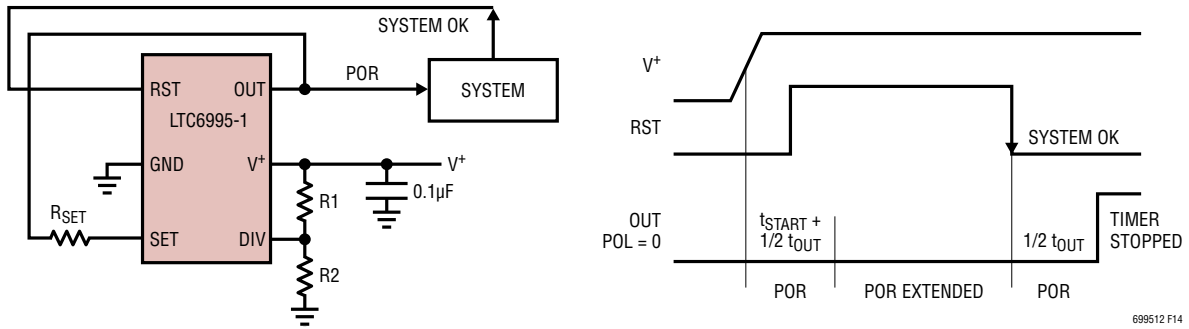 SYSTEM OK
RST
OUT
POR
SYSTEM
LTC6995-1
GND
V+
V+
0.1µF
R1
RSET
SET
DIV
R2
V+
RST
SYSTEM OK
OUT
POL = 0
tSTART +
1/2 tOUT
1/2 tOUT
TIMER
STOPPED
POR
POR EXTENDED
POR
699512 F14